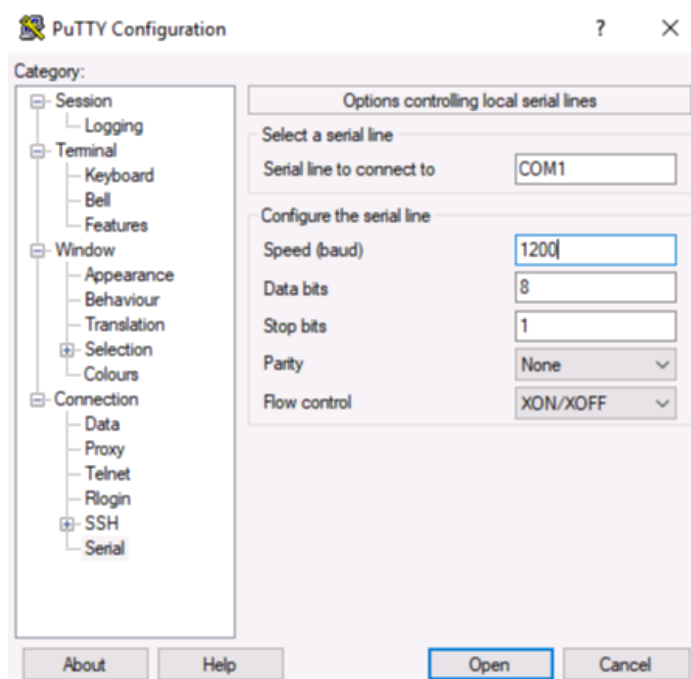 PuTTY Configuration
?
Category:
Session
Logging
Terminal
Keyboard
Bell
Features
Window
Appearance
Behaviour
Translation
Selection
Colours
Connection
Data
Proxy
Telnet
Rlogin
SSH
Serial
Options controlling local serial lines
Select a serial line
Serial line to connect to COM1
Configure the serial line
Speed (baud) 1200
Data bits 8
Stop bits 1
Parity None
Flow control XON/XOFF
About Help Open Cancel